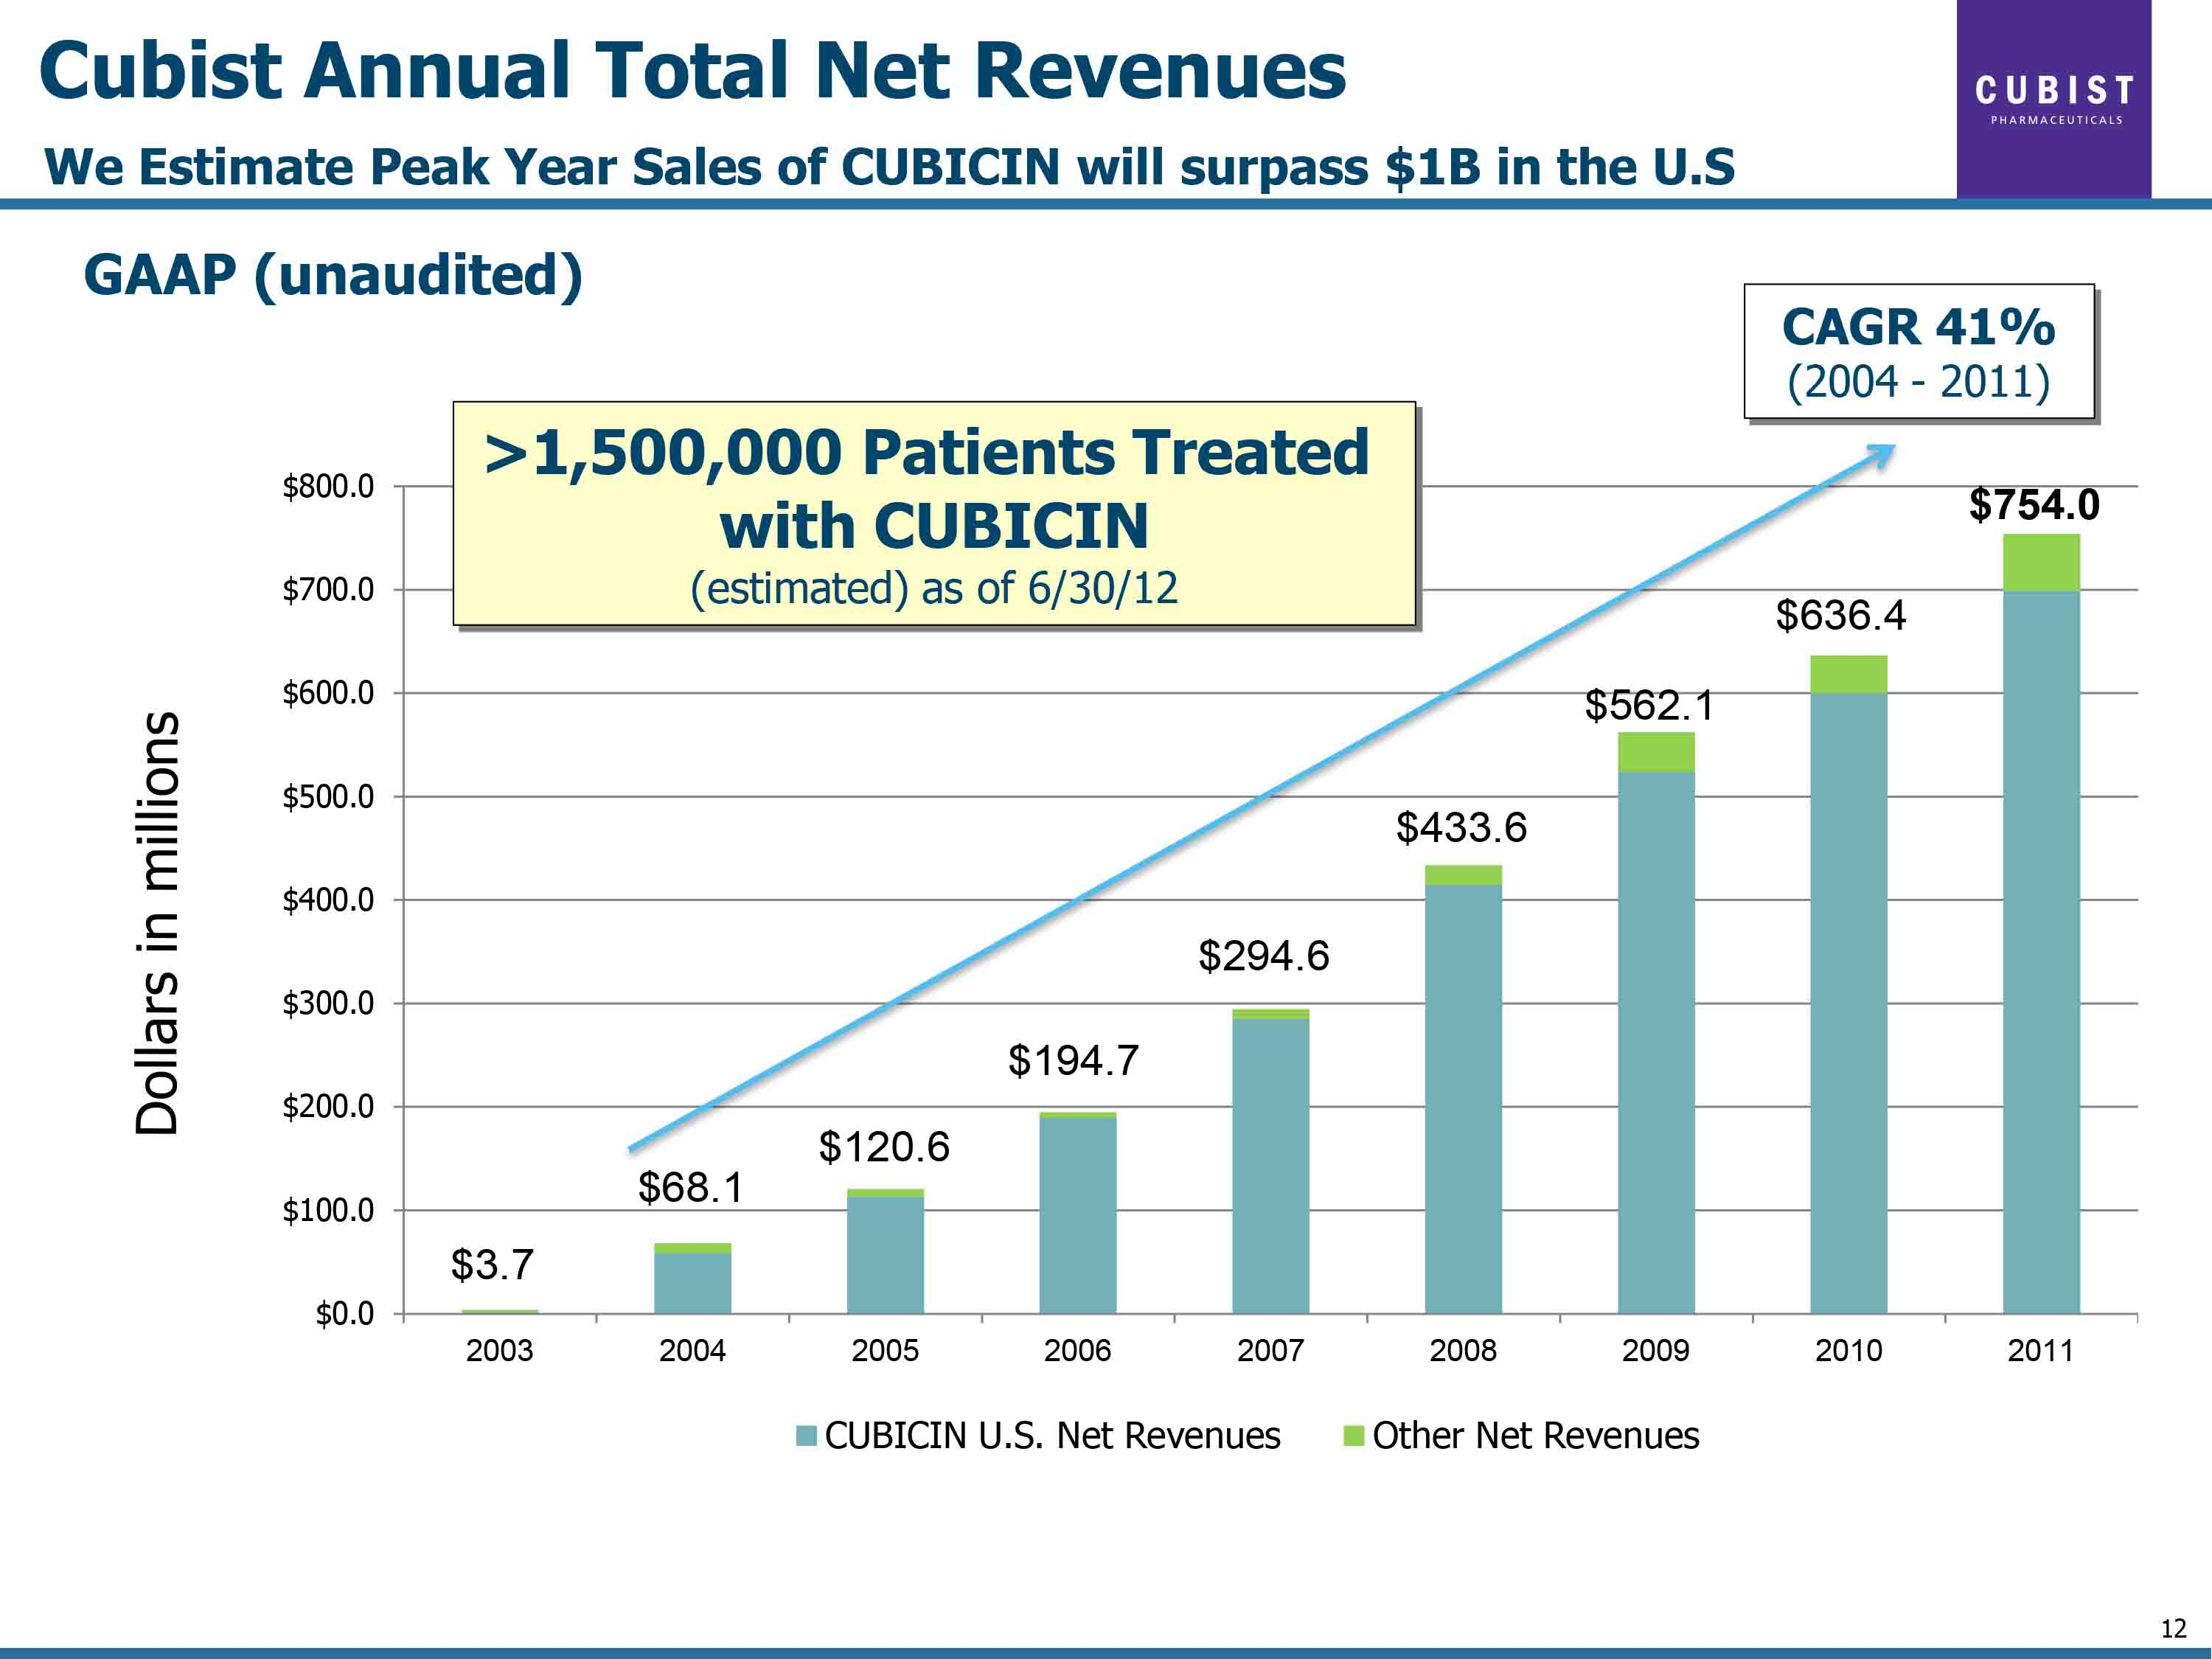 Cubist Annual Total Net Revenues
CUBIST
PHARMACEUTICALS
We Estimate Peak Year Sales of CUBICIN will surpass $1B in the U.S
GAAP (unaudited)
CAGR 41%
(2004 - 2011)
>1,500,000 Patients Treated
with CUBICIN
(estimated) as of 6/30/12
Dollars in millions
$800.0
$700.0
$600.0
$500.0
$400.0
$300.0
$200.0
$100.0
$0.0
$3.7
$68.1
$120.6
$194.7
$294.6
$433.6
$562.1
$636.4
$754.0
2003 2004 2005 2006 2007 2008 2009 2010 2011
CUBICIN U.S. Net Revenues Other Net Revenues
12